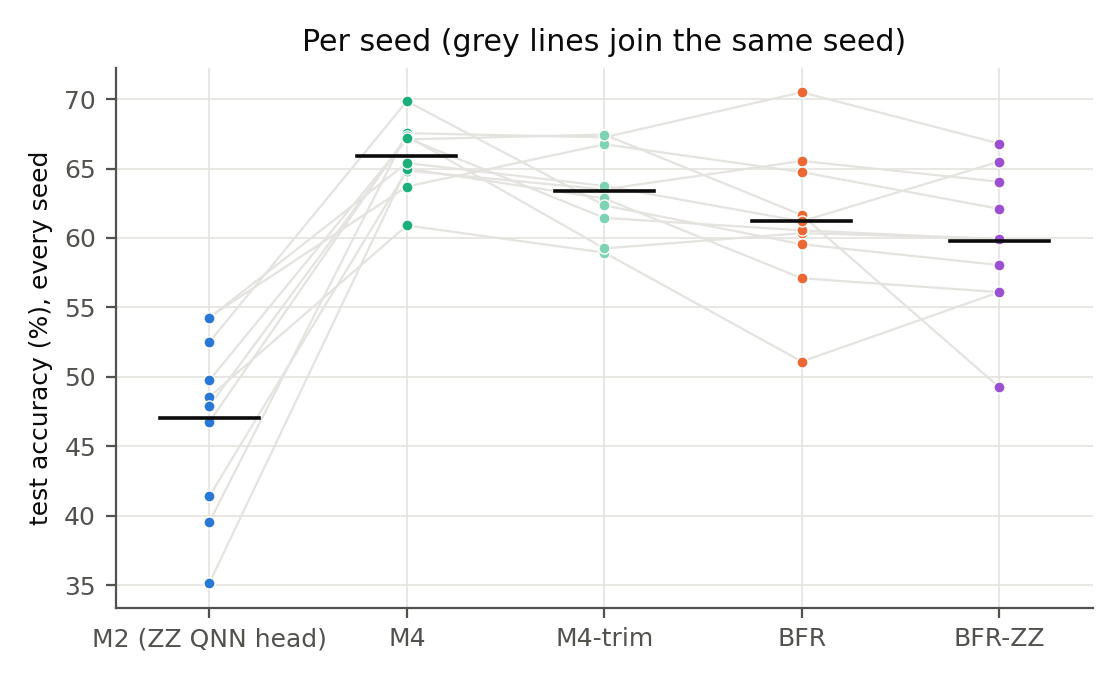 Per seed (grey lines join the same seed)
test accuracy (%), every seed
70
65
60
55
50
45
40
35
M2 (ZZ QNN head) M4 M4-trim BFR BFR-ZZ